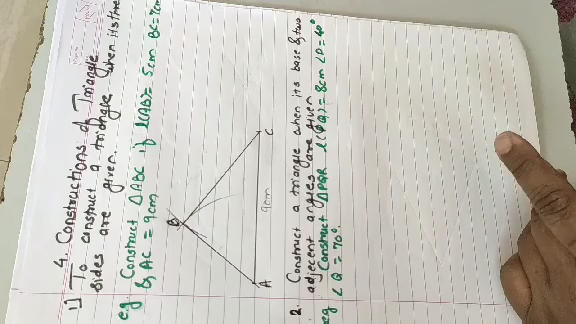 4. Constructions of Triangle
1) To construct a triangle when its three
sides are given.
eg Construct △ABC if l(AB)= 5cm BC=7cm
& AC = 9cm
B
A
C
9cm
2. Construct a triangle when its base & two
adjecent angles are given
eg Construct △PQR l(PQ)=8cm ∠P=40°
∠Q = 70°.